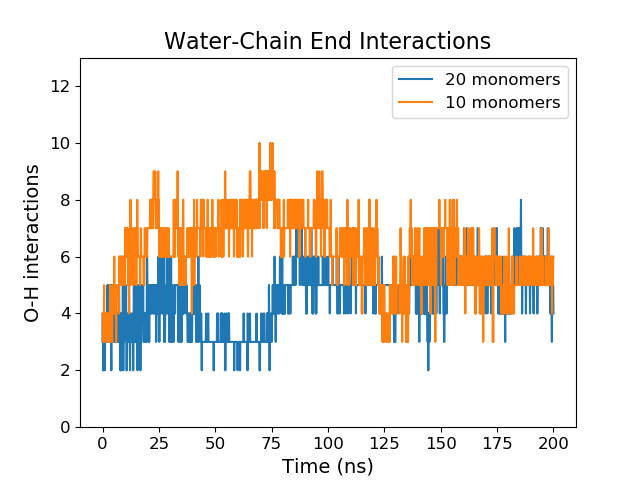 Water-Chain End Interactions
20 monomers
10 monomers
O-H interactions
12
10
8
6
4
2
0
0 25 50 75 100 125 150 175 200
Time (ns)